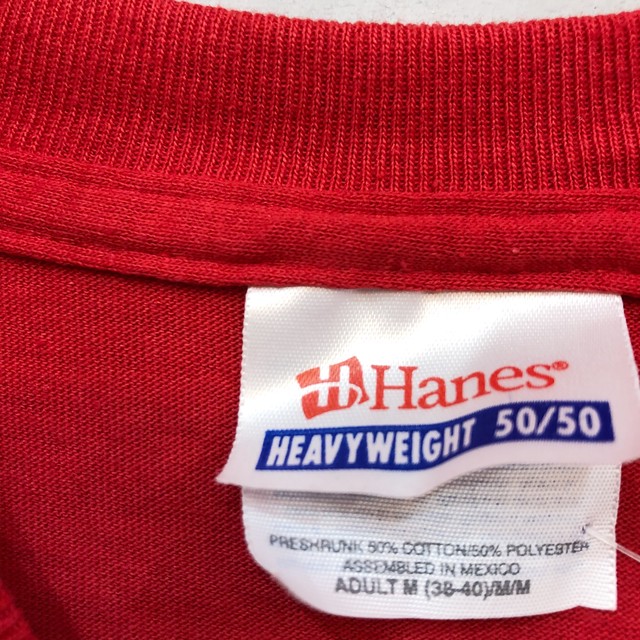 Hanes®
HEAVYWEIGHT 50/50
PRESHRUNK 50% COTTON/50% POLYESTER
ASSEMBLED IN MEXICO
ADULT M (38-40)/M/M